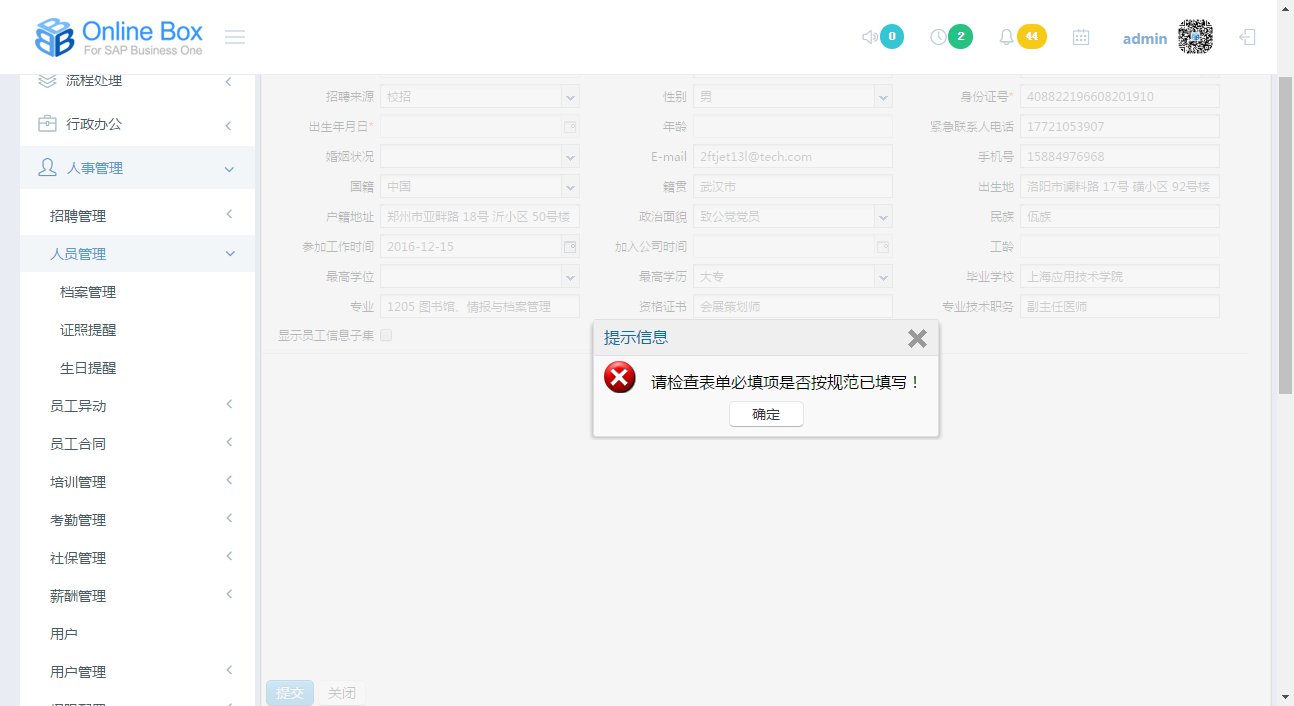 Online Box
For SAP Business One
0
2
44
admin
流程处理
行政办公
人事管理
招聘管理
人员管理
档案管理
证照提醒
生日提醒
员工异动
员工合同
培训管理
考勤管理
社保管理
薪酬管理
用户
用户管理
招聘来源 校招 性别 男 身份证号* 408822196608201910
出生年月日* 年龄 紧急联系人电话 17721053907
婚姻状况 E-mail 2ftjet13l@tech.com 手机号 15884976968
国籍 中国 籍贯 武汉市 出生地 洛阳市澜料路 17号 磺小区 92号楼
户籍地址 郑州市亚畔路 18号 沂小区 50号楼 政治面貌 致公党党员 民族 佤族
参加工作时间 2016-12-15 加入公司时间 工龄
最高学位 最高学历 大专 毕业学校 上海应用技术学院
专业 1205 图书馆、情报与档案管理 资格证书 会展策划师 专业技术职务 副主任医师
显示员工信息子集
提示信息
请检查表单必填项是否按规范已填写！
确定
提交 关闭